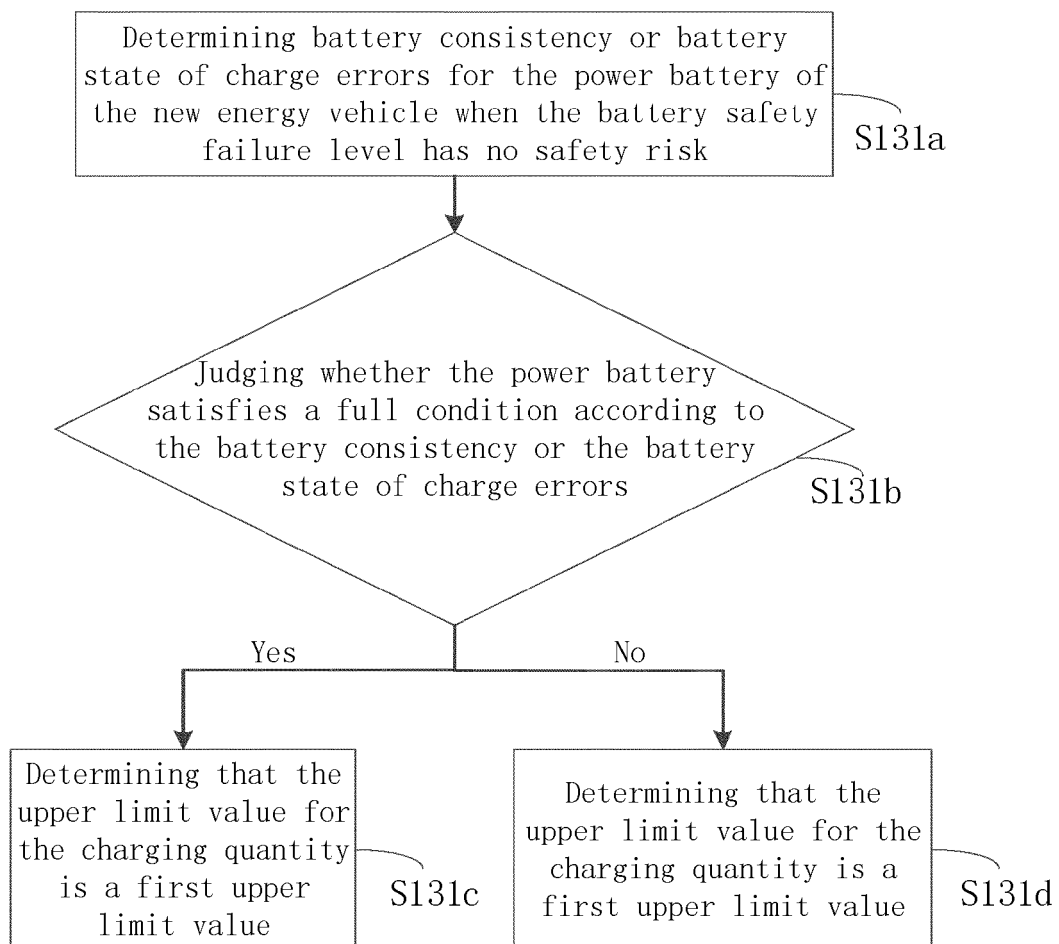 Determining battery consistency or battery
state of charge errors for the power battery of
the new energy vehicle when the battery safety
failure level has no safety risk
S131a
Judging whether the power battery
satisfies a full condition according to
the battery consistency or the battery
state of charge errors
S131b
Yes
No
Determining that the
upper limit value for
the charging quantity
is a first upper
limit value
S131c
Determining that the
upper limit value for the
charging quantity is a
first upper limit value
S131d